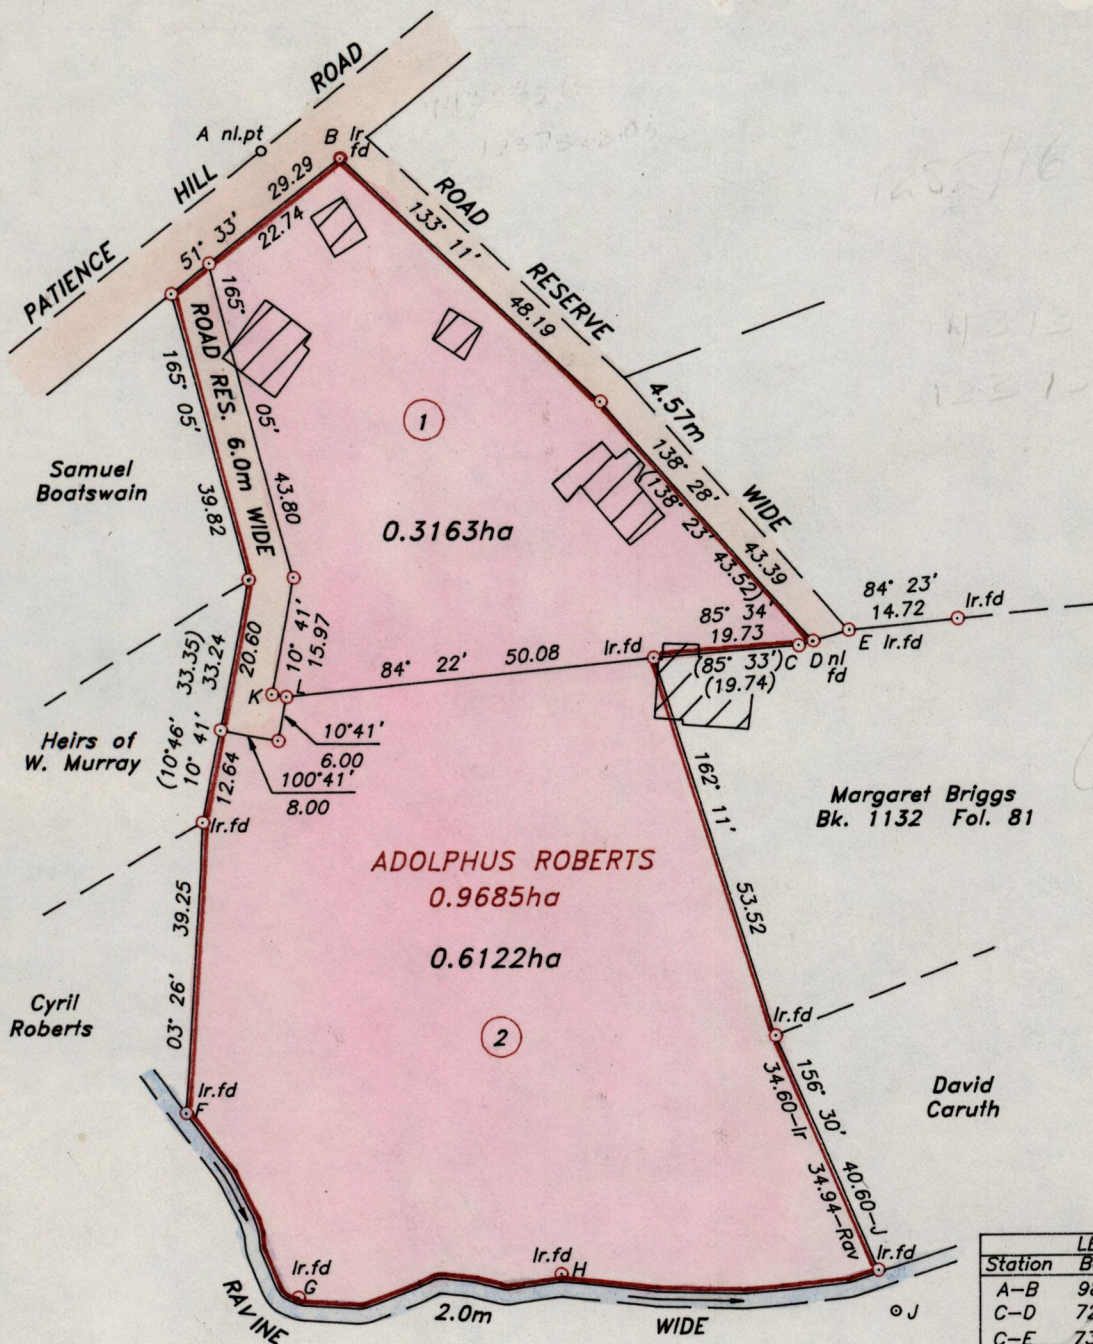 PATIENCE HILL ROAD
A nl.pt
B Ir
fd
29.29
51° 33'
22.74
ROAD RESERVE 4.57m WIDE
133° 11'
48.19
165° 05'
43.80
ROAD RES. 6.0m WIDE
165° 05'
39.82
1
0.3163ha
138° 28'
43.39
(138° 23'
43.52)
Samuel
Boatswain
84° 23'
14.72
Ir.fd
E Ir.fd
85° 34'
19.73
C
D nl
fd
(85° 33')
(19.74)
Ir.fd
84° 22' 50.08
10° 41'
15.97
20.60
33.35)
33.24
(10°46'
10° 41'
K
L
Heirs of
W. Murray
10°41'
6.00
100°41'
8.00
12.64
Ir.fd
162° 11'
53.52
Margaret Briggs
Bk. 1132 Fol. 81
ADOLPHUS ROBERTS
0.9685ha
0.6122ha
2
39.25
03° 26'
Cyril
Roberts
Ir.fd
156° 30'
40.60-J
34.60-Ir
34.94-Rav
David
Caruth
Ir.fd
F
Ir.fd
G
Ir.fd
H
Ir.fd
J
RAVINE 2.0m WIDE
Station
A-B
C-D
C-E